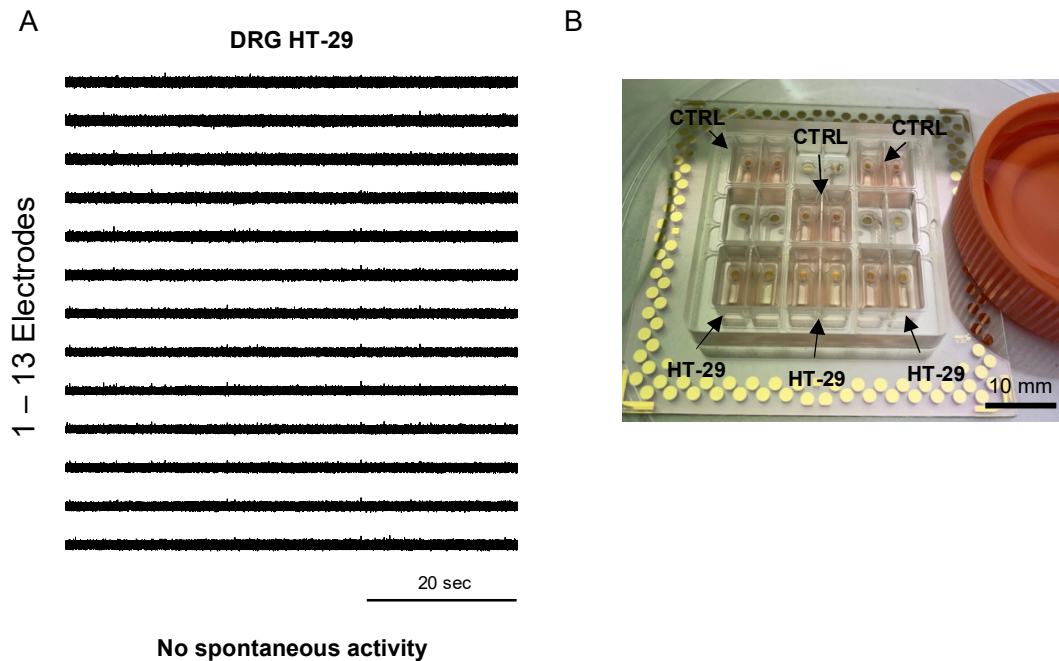 A
DRG HT-29
1 – 13 Electrodes
20 sec
No spontaneous activity
B
CTRL
CTRL
CTRL
HT-29
HT-29
HT-29
10 mm